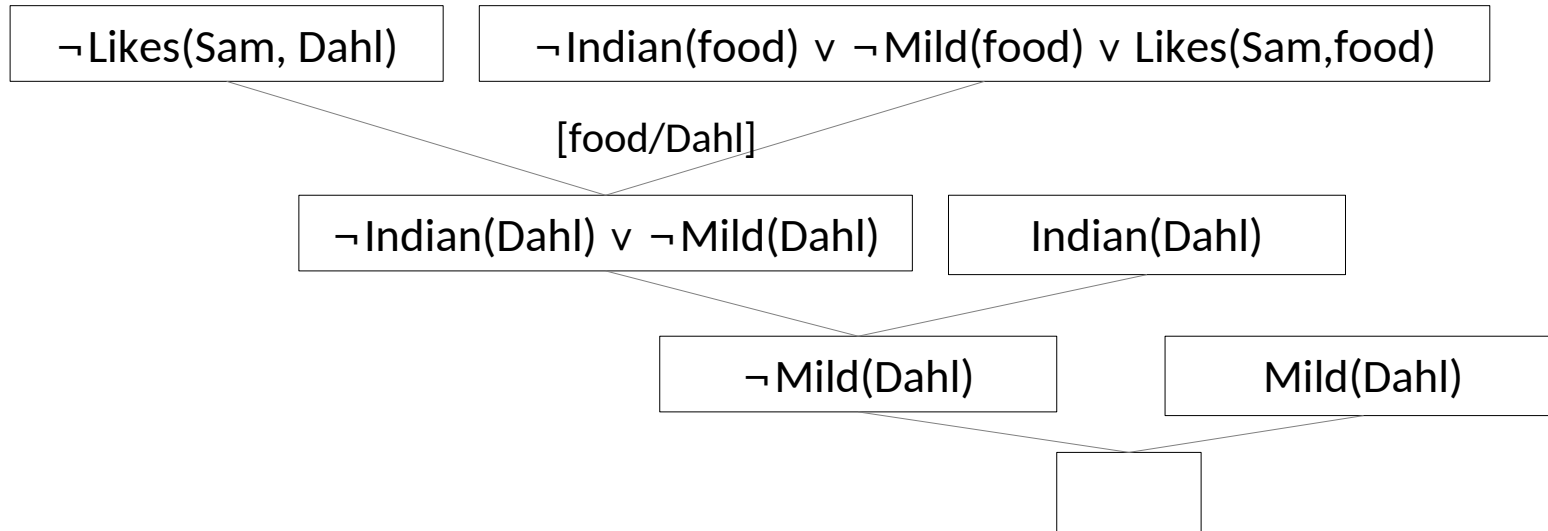 ¬Likes(Sam, Dahl)
¬Indian(food) ∨ ¬Mild(food) ∨ Likes(Sam,food)
[food/Dahl]
¬Indian(Dahl) ∨ ¬Mild(Dahl)
Indian(Dahl)
¬Mild(Dahl)
Mild(Dahl)